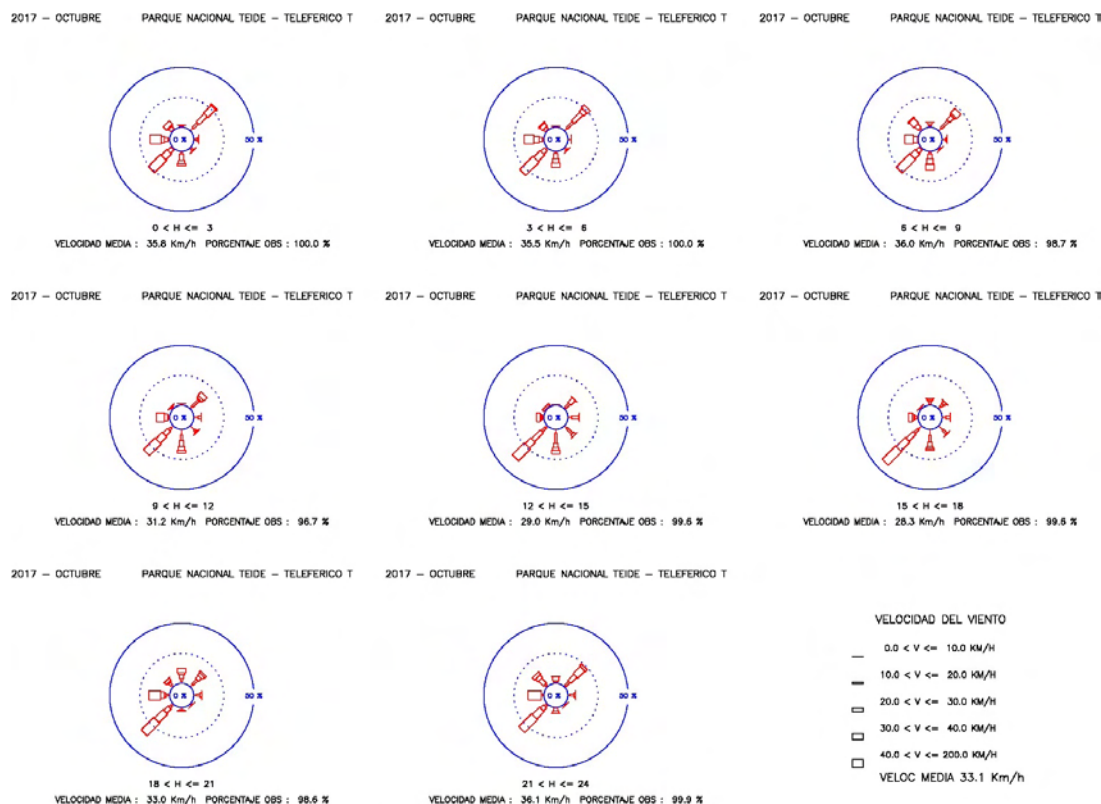 2017 – OCTUBRE PARQUE NACIONAL TEIDE – TELEFERICO T
0 %
50 %
0 < H <= 3
VELOCIDAD MEDIA : 35.8 Km/h PORCENTAJE OBS : 100.0 %
2017 – OCTUBRE PARQUE NACIONAL TEIDE – TELEFERICO T
0 %
50 %
3 < H <= 6
VELOCIDAD MEDIA : 35.5 Km/h PORCENTAJE OBS : 100.0 %
2017 – OCTUBRE PARQUE NACIONAL TEIDE – TELEFERICO T
0 %
50 %
6 < H <= 9
VELOCIDAD MEDIA : 36.0 Km/h PORCENTAJE OBS : 98.7 %
2017 – OCTUBRE PARQUE NACIONAL TEIDE – TELEFERICO T
0 %
50 %
9 < H <= 12
VELOCIDAD MEDIA : 31.2 Km/h PORCENTAJE OBS : 96.7 %
2017 – OCTUBRE PARQUE NACIONAL TEIDE – TELEFERICO T
0 %
50 %
12 < H <= 15
VELOCIDAD MEDIA : 29.0 Km/h PORCENTAJE OBS : 99.6 %
2017 – OCTUBRE PARQUE NACIONAL TEIDE – TELEFERICO T
0 %
50 %
15 < H <= 18
VELOCIDAD MEDIA : 28.3 Km/h PORCENTAJE OBS : 99.6 %
2017 – OCTUBRE PARQUE NACIONAL TEIDE – TELEFERICO T
0 %
50 %
18 < H <= 21
VELOCIDAD MEDIA : 33.0 Km/h PORCENTAJE OBS : 98.6 %
2017 – OCTUBRE PARQUE NACIONAL TEIDE – TELEFERICO T
0 %
50 %
21 < H <= 24
VELOCIDAD MEDIA : 36.1 Km/h PORCENTAJE OBS : 99.9 %
VELOCIDAD DEL VIENTO
0.0 < V <= 10.0 KM/H
10.0 < V <= 20.0 KM/H
20.0 < V <= 30.0 KM/H
30.0 < V <= 40.0 KM/H
40.0 < V <= 200.0 KM/H
VELOC MEDIA 33.1 Km/h